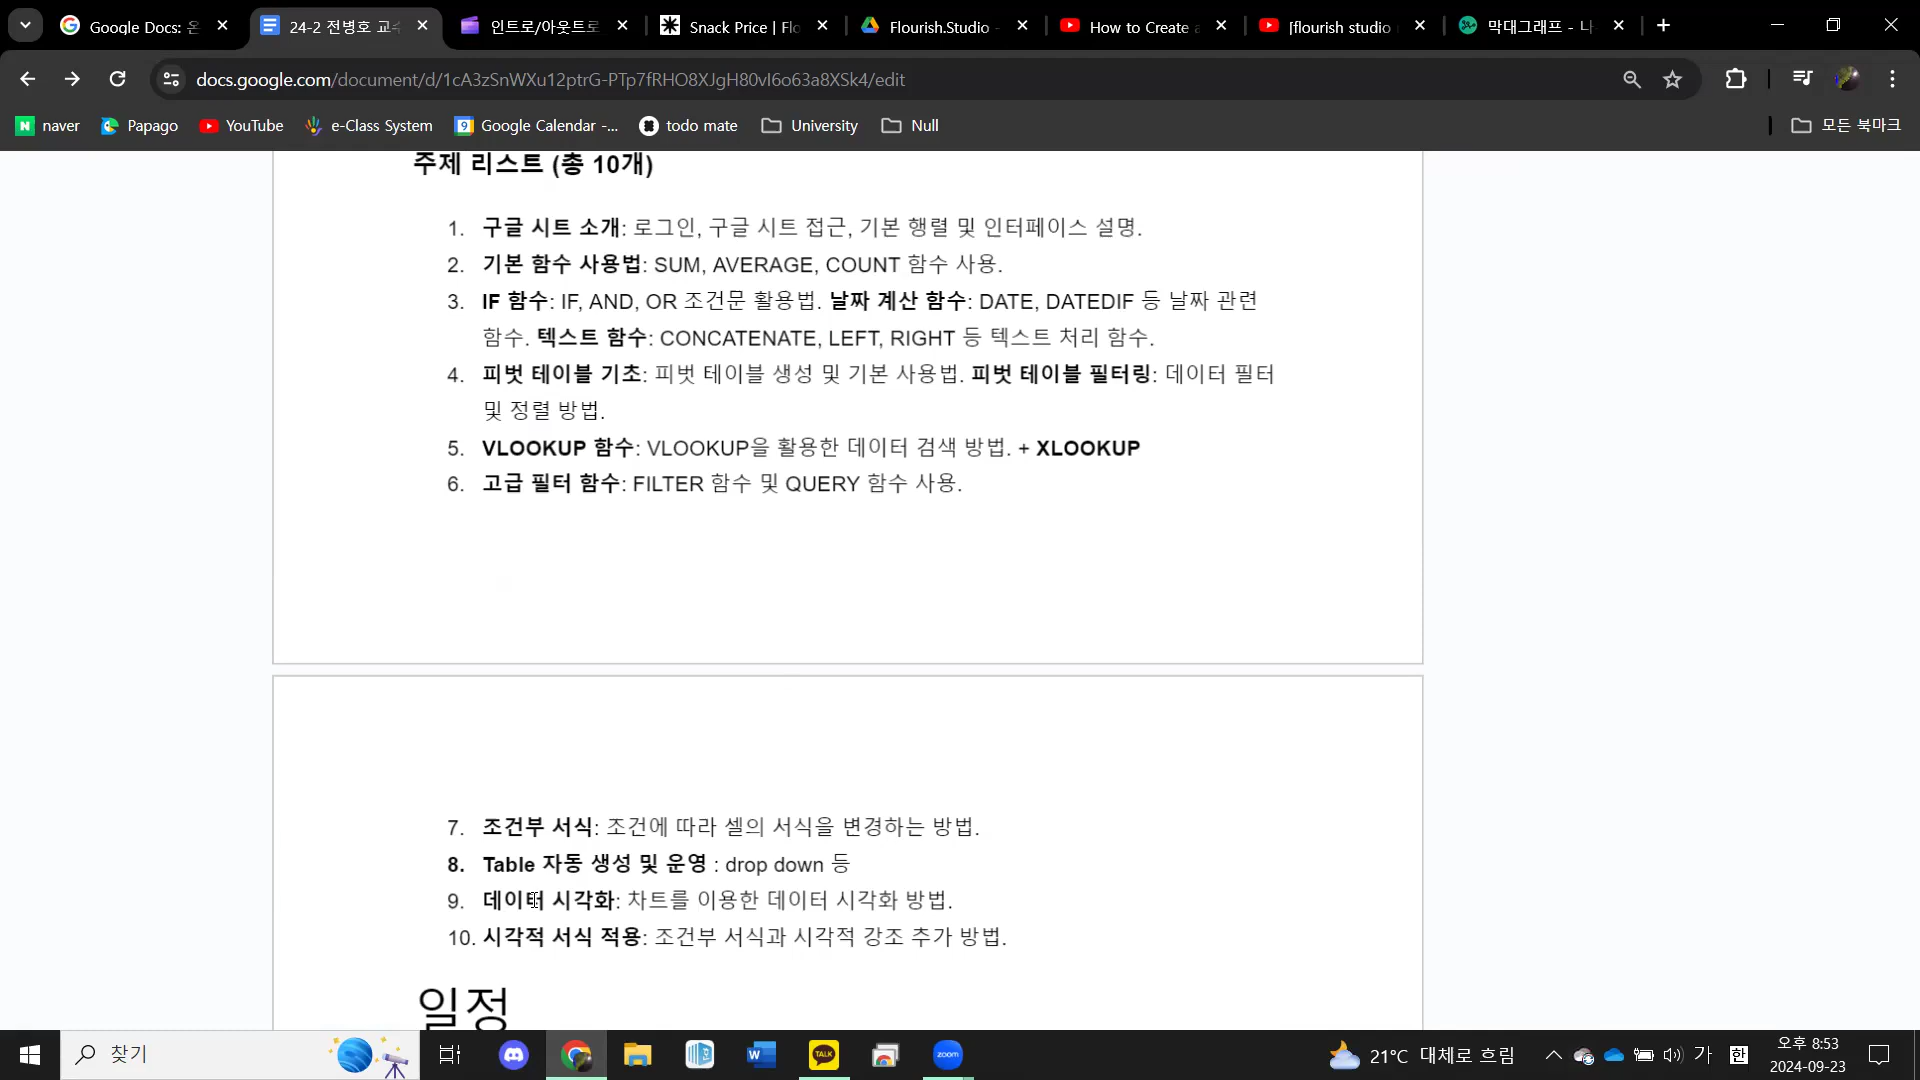 Google Docs: 온
24-2 전병호 교수
인트로/아웃트로
Snack Price | Flo
Flourish.Studio -
How to Create a
[flourish studio
막대그래프 - 나
docs.google.com/document/d/1cA3zSnWXu12ptrG-PTp7fRHO8XJgH80vI6o63a8XSk4/edit
naver
Papago
YouTube
e-Class System
Google Calendar -...
todo mate
University
Null
모든 북마크
주제 리스트 (총 10개)
1. 구글 시트 소개: 로그인, 구글 시트 접근, 기본 행렬 및 인터페이스 설명.
2. 기본 함수 사용법: SUM, AVERAGE, COUNT 함수 사용.
3. IF 함수: IF, AND, OR 조건문 활용법. 날짜 계산 함수: DATE, DATEDIF 등 날짜 관련
함수. 텍스트 함수: CONCATENATE, LEFT, RIGHT 등 텍스트 처리 함수.
4. 피벗 테이블 기초: 피벗 테이블 생성 및 기본 사용법. 피벗 테이블 필터링: 데이터 필터
및 정렬 방법.
5. VLOOKUP 함수: VLOOKUP을 활용한 데이터 검색 방법. + XLOOKUP
6. 고급 필터 함수: FILTER 함수 및 QUERY 함수 사용.
7. 조건부 서식: 조건에 따라 셀의 서식을 변경하는 방법.
8. Table 자동 생성 및 운영 : drop down 등
9. 데이터 시각화: 차트를 이용한 데이터 시각화 방법.
10. 시각적 서식 적용: 조건부 서식과 시각적 강조 추가 방법.
일정
찾기
TALK
zoom
21°C 대체로 흐림
가
한
오후 8:53
2024-09-23